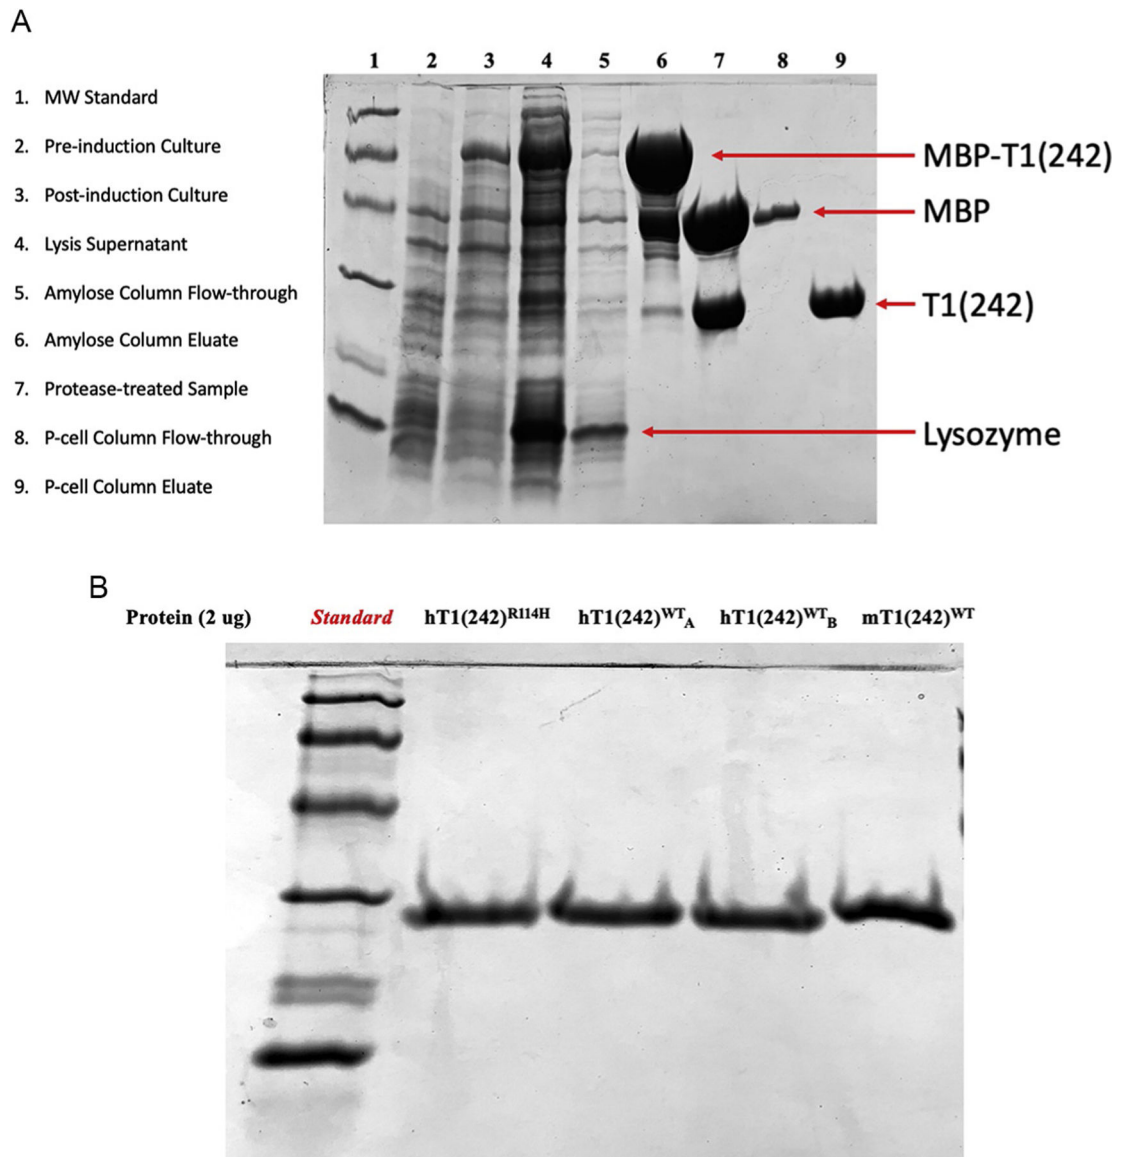 A
1 2 3 4 5 6 7 8 9
1. MW Standard
2. Pre-induction Culture
3. Post-induction Culture
4. Lysis Supernatant
5. Amylose Column Flow-through
6. Amylose Column Eluate
7. Protease-treated Sample
8. P-cell Column Flow-through
9. P-cell Column Eluate
MBP-T1(242)
MBP
T1(242)
Lysozyme
B
Protein (2 ug) Standard hT1(242)R114H hT1(242)WTA hT1(242)WTB mT1(242)WT